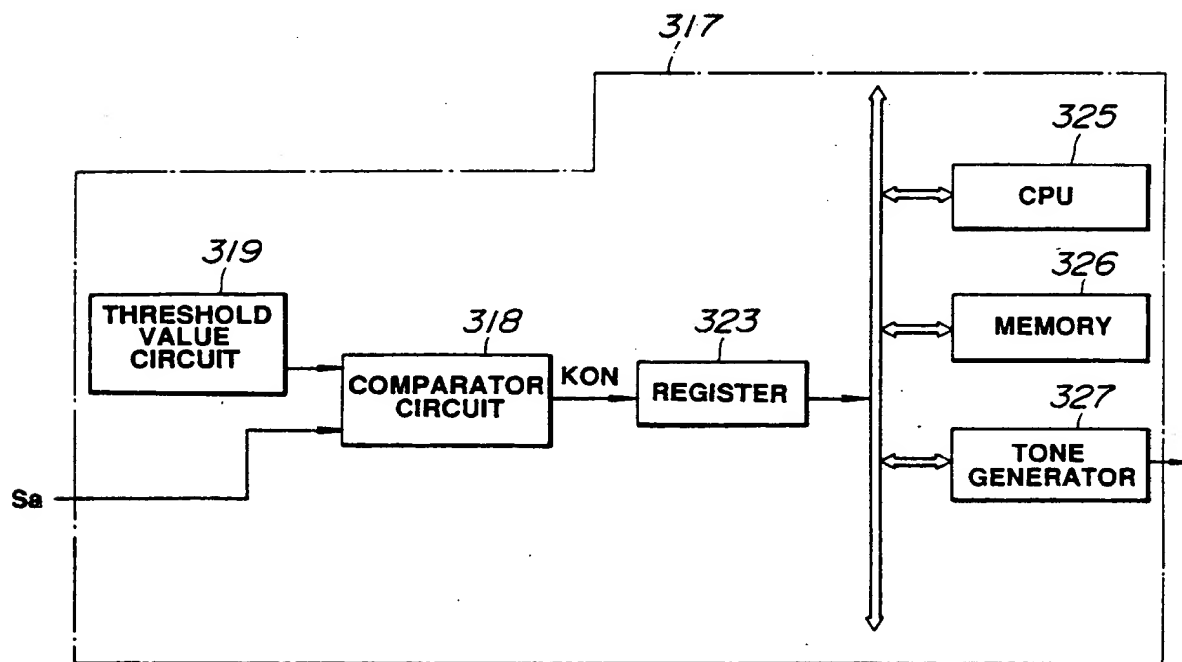 317
325
CPU
319
THRESHOLD
VALUE
CIRCUIT
326
MEMORY
318
COMPARATOR
CIRCUIT
KON
323
REGISTER
327
TONE
GENERATOR
Sa